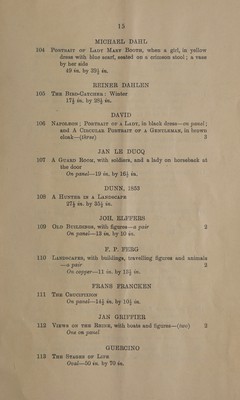 15
MICHAEL DAHL
104 PORTRAIT OF LADY MARY BOOTH, when a girl, in yellow
dress with blue scarf, seated on a crimson stool; a vase
by her side
49 in. by 39½ in.
REINER DAHLEN
105 THE BIRD-CATCHER: Winter
17½ in. by 26½ in.
DAVID
106 NAPOLEON; PORTRAIT OF A LADY, in black dress—on panel;
and A CIRCULAR PORTRAIT OF A GENTLEMAN, in brown
cloak—(three) 3
JAN LE DUCQ
107 A GUARD ROOM, with soldiers, and a lady on horseback at
the door
On panel—19 in. by 16½ in.
DUNN, 1853
108 A HUNTER IN A LANDSCAPE
27½ in. by 35½ in.
JOH. ELFFERS
109 OLD BUILDINGS, with figures—a pair 2
On panel—13 in. by 10 in.
F. P. FERG
110 LANDSCAPES, with buildings, travelling figures and animals
—a pair 2
On copper—11 in. by 15½ in.
FRANS FRANCKEN
111 THE CRUCIFIXION
On panel—14½ in. by 10½ in.
JAN GRIFFIER
112 VIEWS ON THE RHINE, with boats and figures—(two) 2
One on panel
GUERCINO
113 THE STAGES OF LIFE
Oval—50 in. by 70 in.